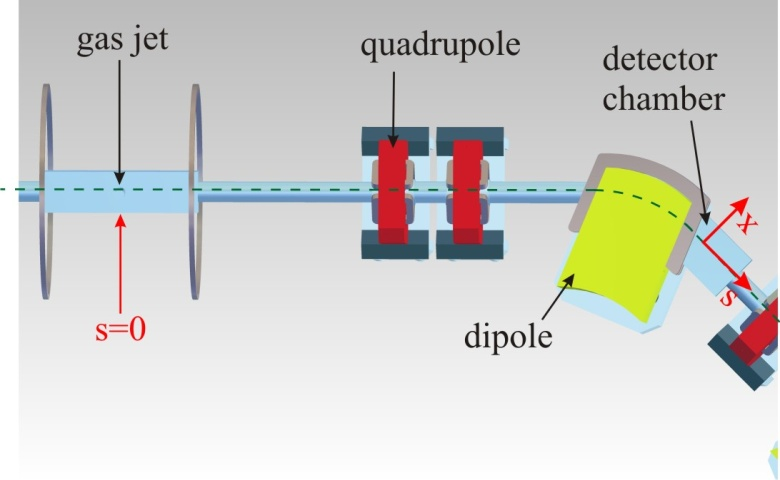 gas jet
quadrupole
detector
chamber
x
s
s=0
dipole